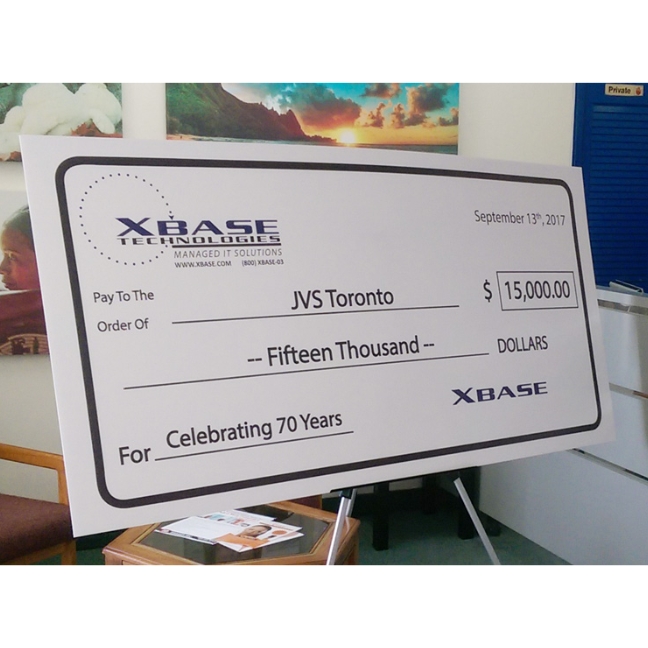 Private
XBASE
TECHNOLOGIES
MANAGED IT SOLUTIONS
WWW.XBASE.COM (800) XBASE-03
September 13th, 2017
Pay To The
Order Of
JVS Toronto
$ 15,000.00
-- Fifteen Thousand -- DOLLARS
XBASE
For Celebrating 70 Years